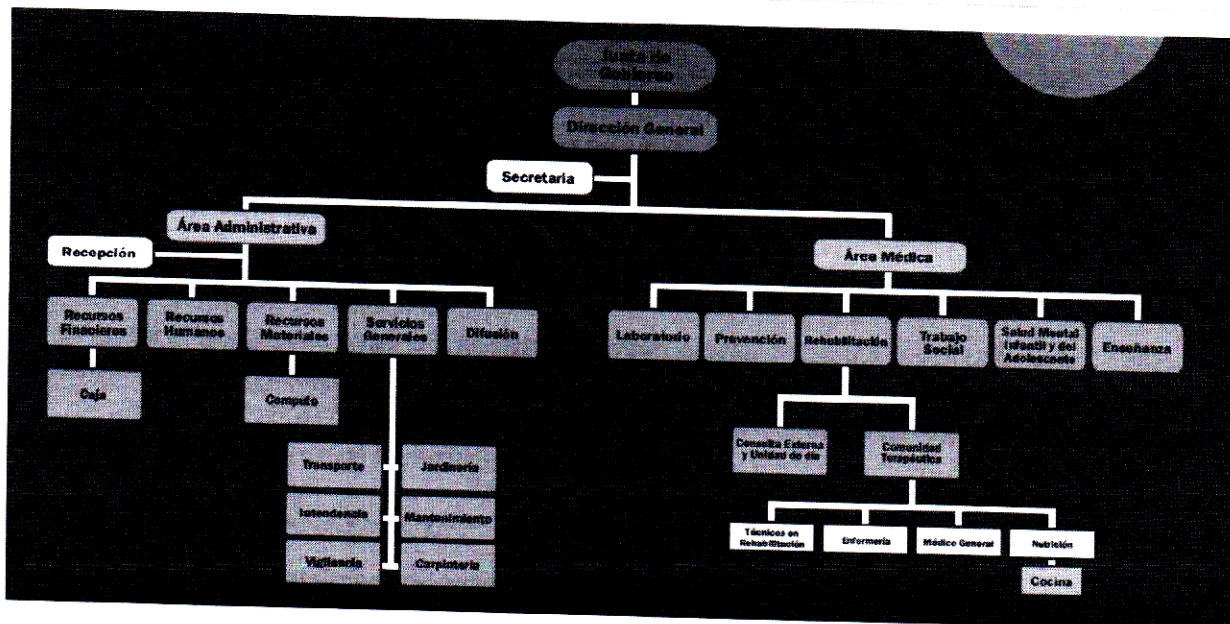 Junta de
Gobierno
Dirección General
Secretaria
Área Administrativa
Recepción
Área Médica
Recursos
Financieros
Recursos
Humanos
Recursos
Materiales
Servicios
Generales
Difusión
Laboratorio
Prevención
Rehabilitación
Trabajo
Social
Salud Mental
Infantil y del
Adolescente
Enseñanza
Caja
Computo
Consulta Externa
y Unidad de día
Comunidad
Terapéutica
Transporte
Jardinería
Intendencia
Mantenimiento
Vigilancia
Carpintería
Técnicos en
Rehabilitación
Enfermería
Médico General
Nutrición
Cocina